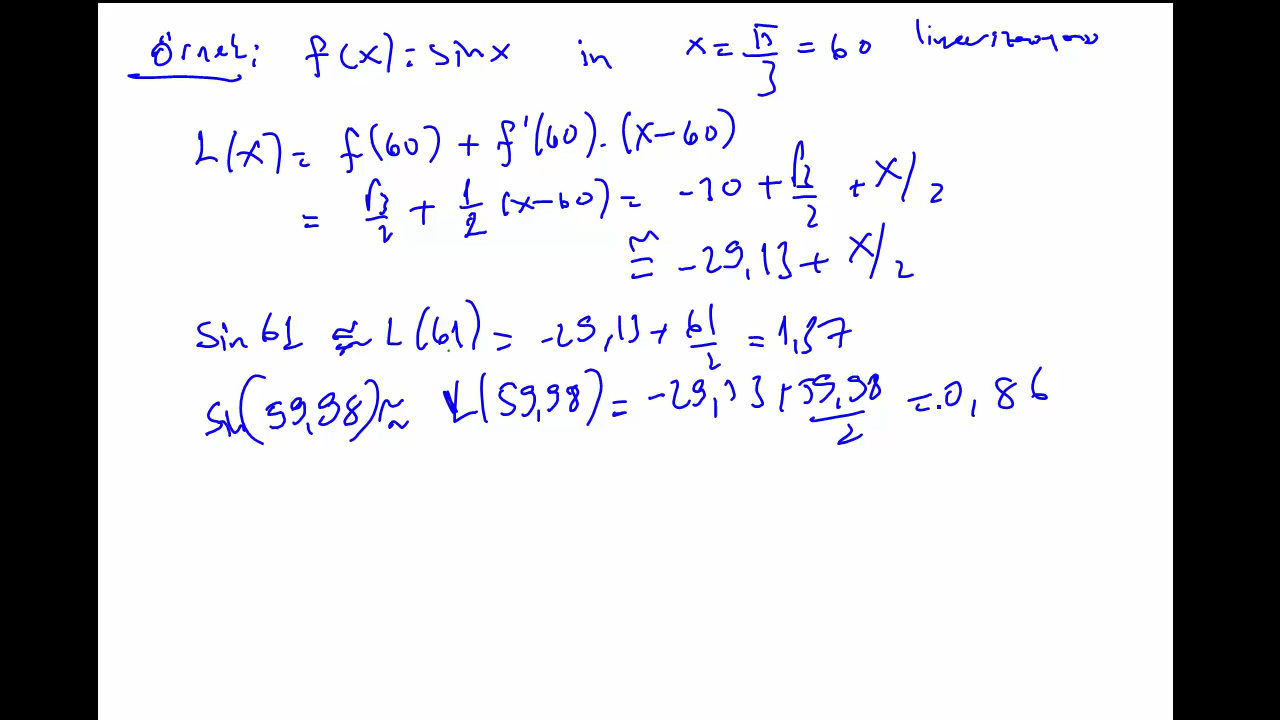 Örnek: f(x) = sin x in x = π/3 = 60 lineerizasyonu
L(x) = f(60) + f'(60) . (x-60)
= √3/2 + 1/2 (x-60) = -30 + √3/2 + x/2
≅ -29,13 + x/2
Sin 61 ≈ L(61) = -29,13 + 61/2 = 1,37
Sin(59,98) ≈ L(59,98) = -29,13 + 59,98/2 = 0,86